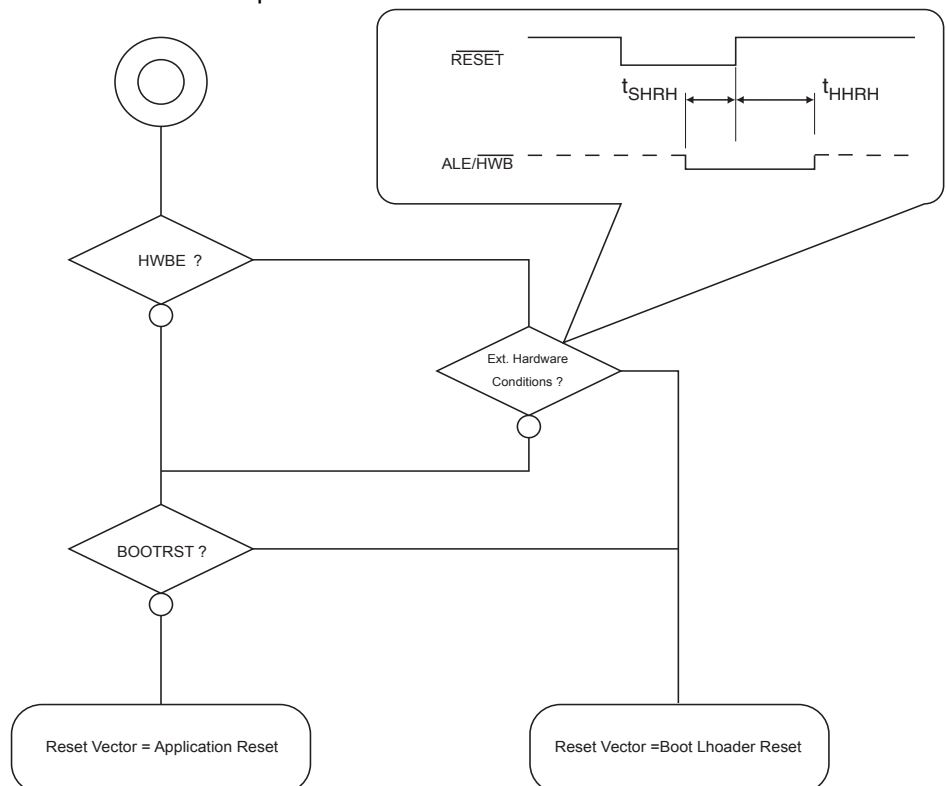 RESET
tSHRH
tHHRH
ALE/HWB
HWBE ?
Ext. Hardware
Conditions ?
BOOTRST ?
Reset Vector = Application Reset
Reset Vector =Boot Lhoader Reset